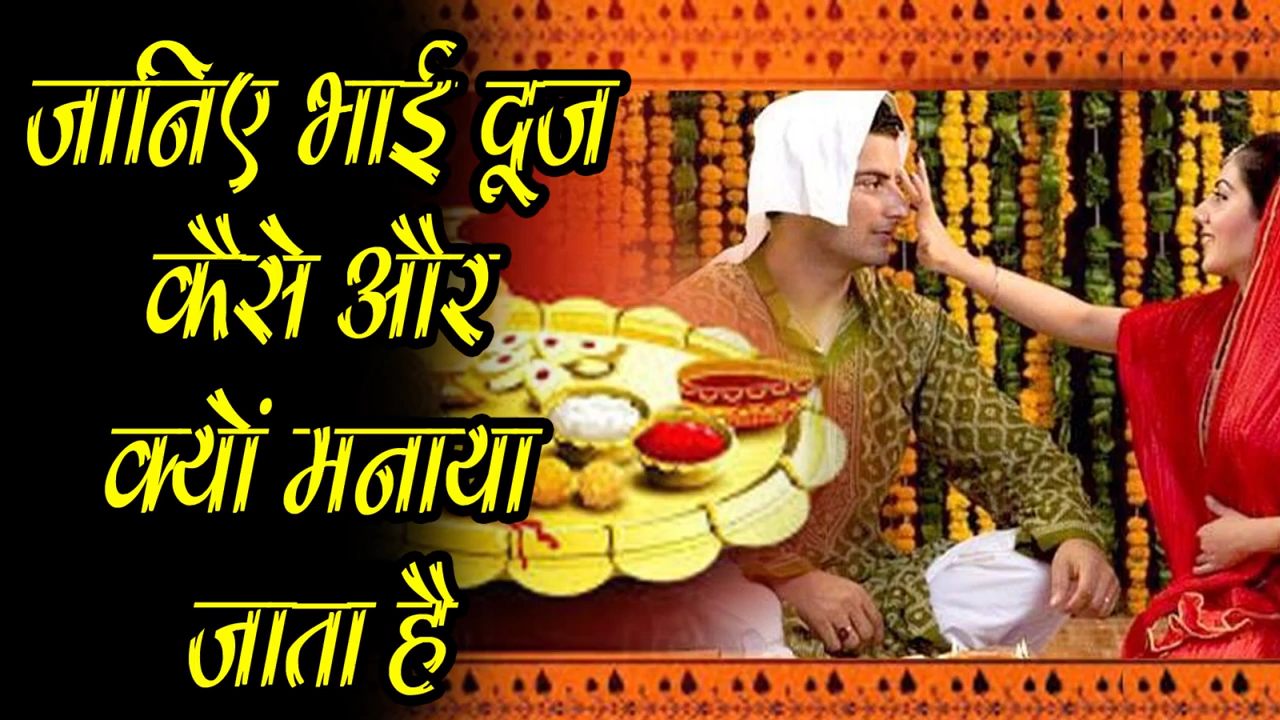 जानिए भाई दूज
कैसे और
क्यों मनाया
जाता है